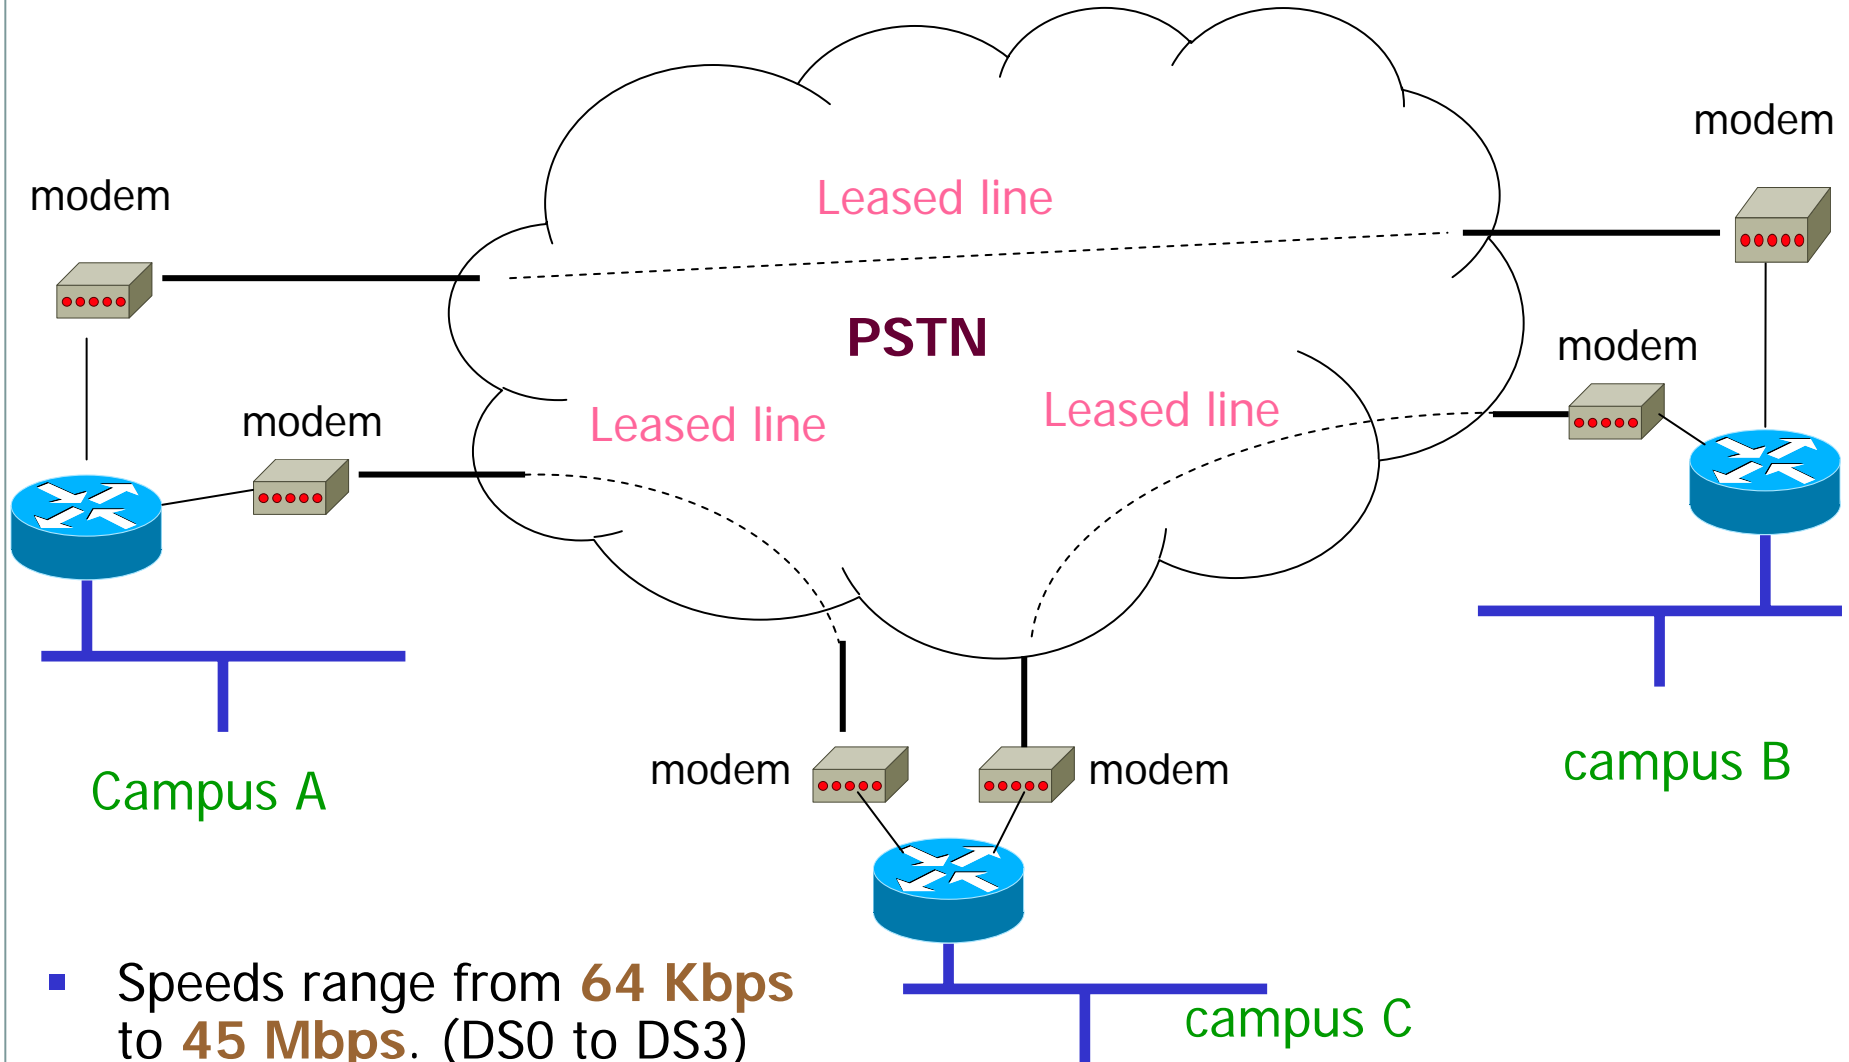 modem
modem
Leased line
PSTN
modem
modem
Leased line
Leased line
modem
modem
Campus A
campus B
Speeds range from 64 Kbps
to 45 Mbps. (DS0 to DS3)
campus C